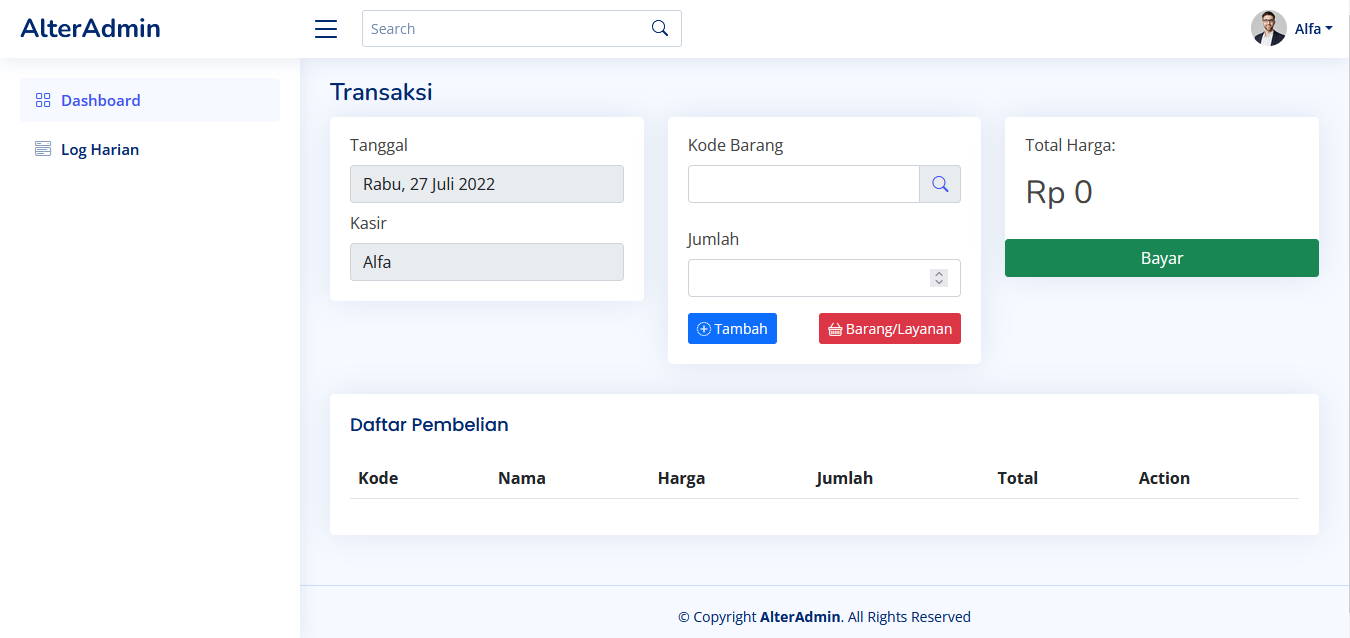 AlterAdmin
Search
Alfa
Dashboard
Log Harian
Transaksi
Tanggal
Rabu, 27 Juli 2022
Kasir
Alfa
Kode Barang
Jumlah
Tambah
Barang/Layanan
Total Harga:
Rp 0
Bayar
Daftar Pembelian
Kode Nama Harga Jumlah Total Action
© Copyright AlterAdmin. All Rights Reserved